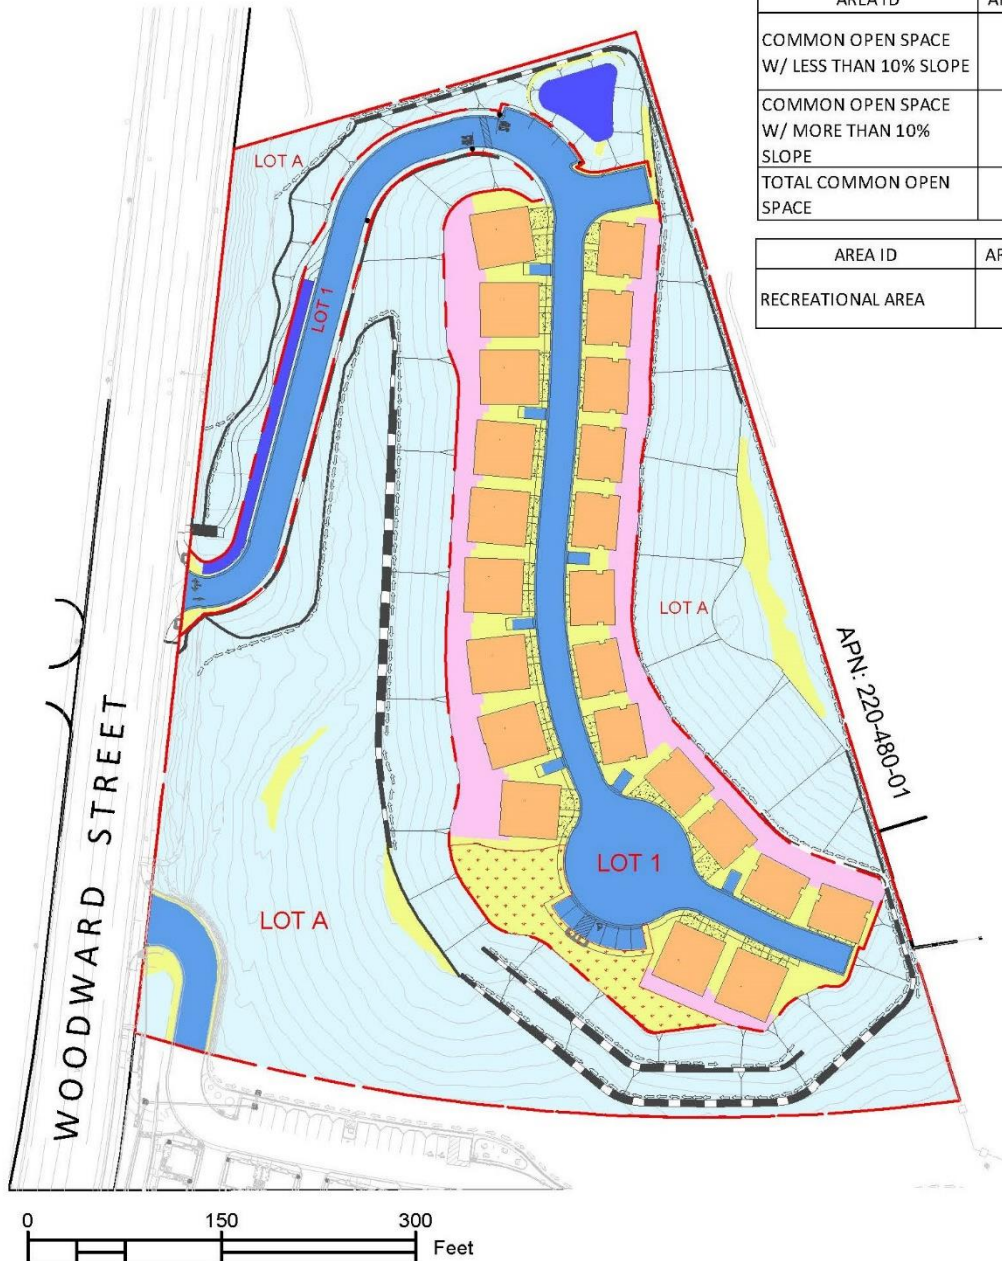 AREA ID
COMMON OPEN SPACE
W/ LESS THAN 10% SLOPE
COMMON OPEN SPACE
W/ MORE THAN 10%
SLOPE
TOTAL COMMON OPEN
SPACE
AREA ID
RECREATIONAL AREA
LOT A
LOT 1
LOT A
APN: 220-480-01
LOT 1
LOT A
WOODWARD STREET
0 150 300
Feet